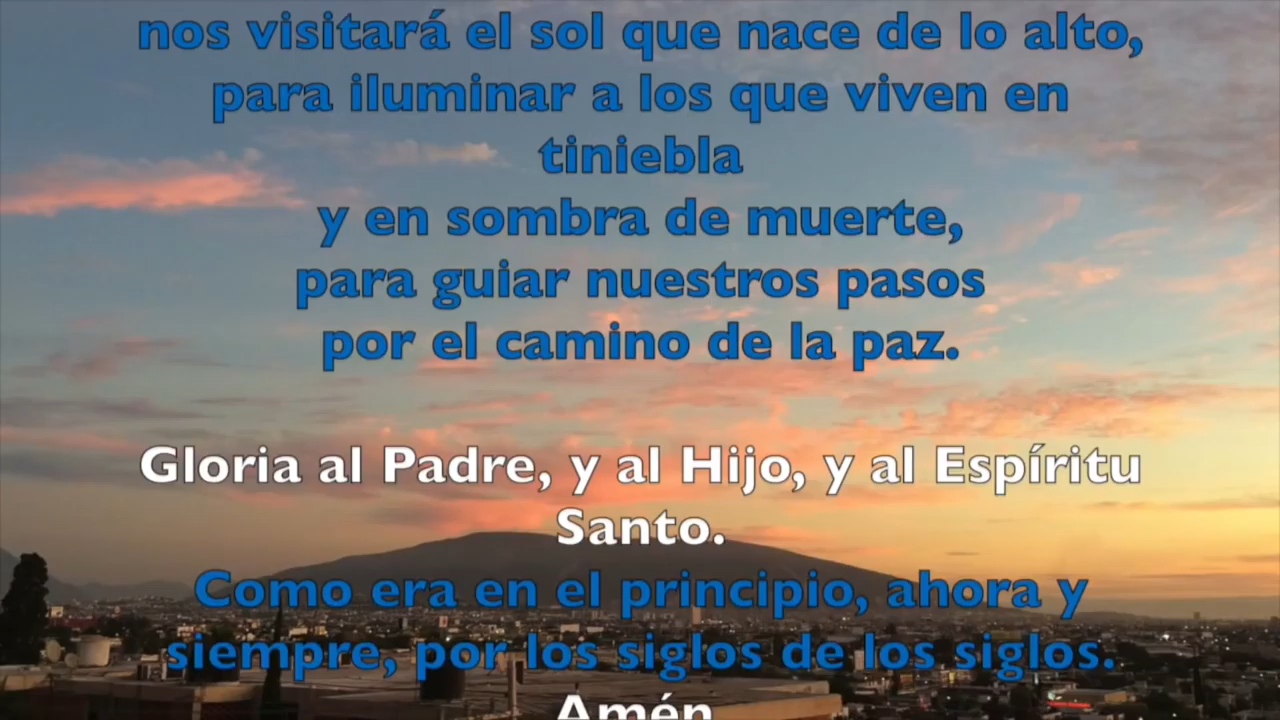 nos visitará el sol que nace de lo alto,
para iluminar a los que viven en
tiniebla
y en sombra de muerte,
para guiar nuestros pasos
por el camino de la paz.
Gloria al Padre, y al Hijo, y al Espíritu
Santo.
Como era en el principio, ahora y
siempre, por los siglos de los siglos.
Amén